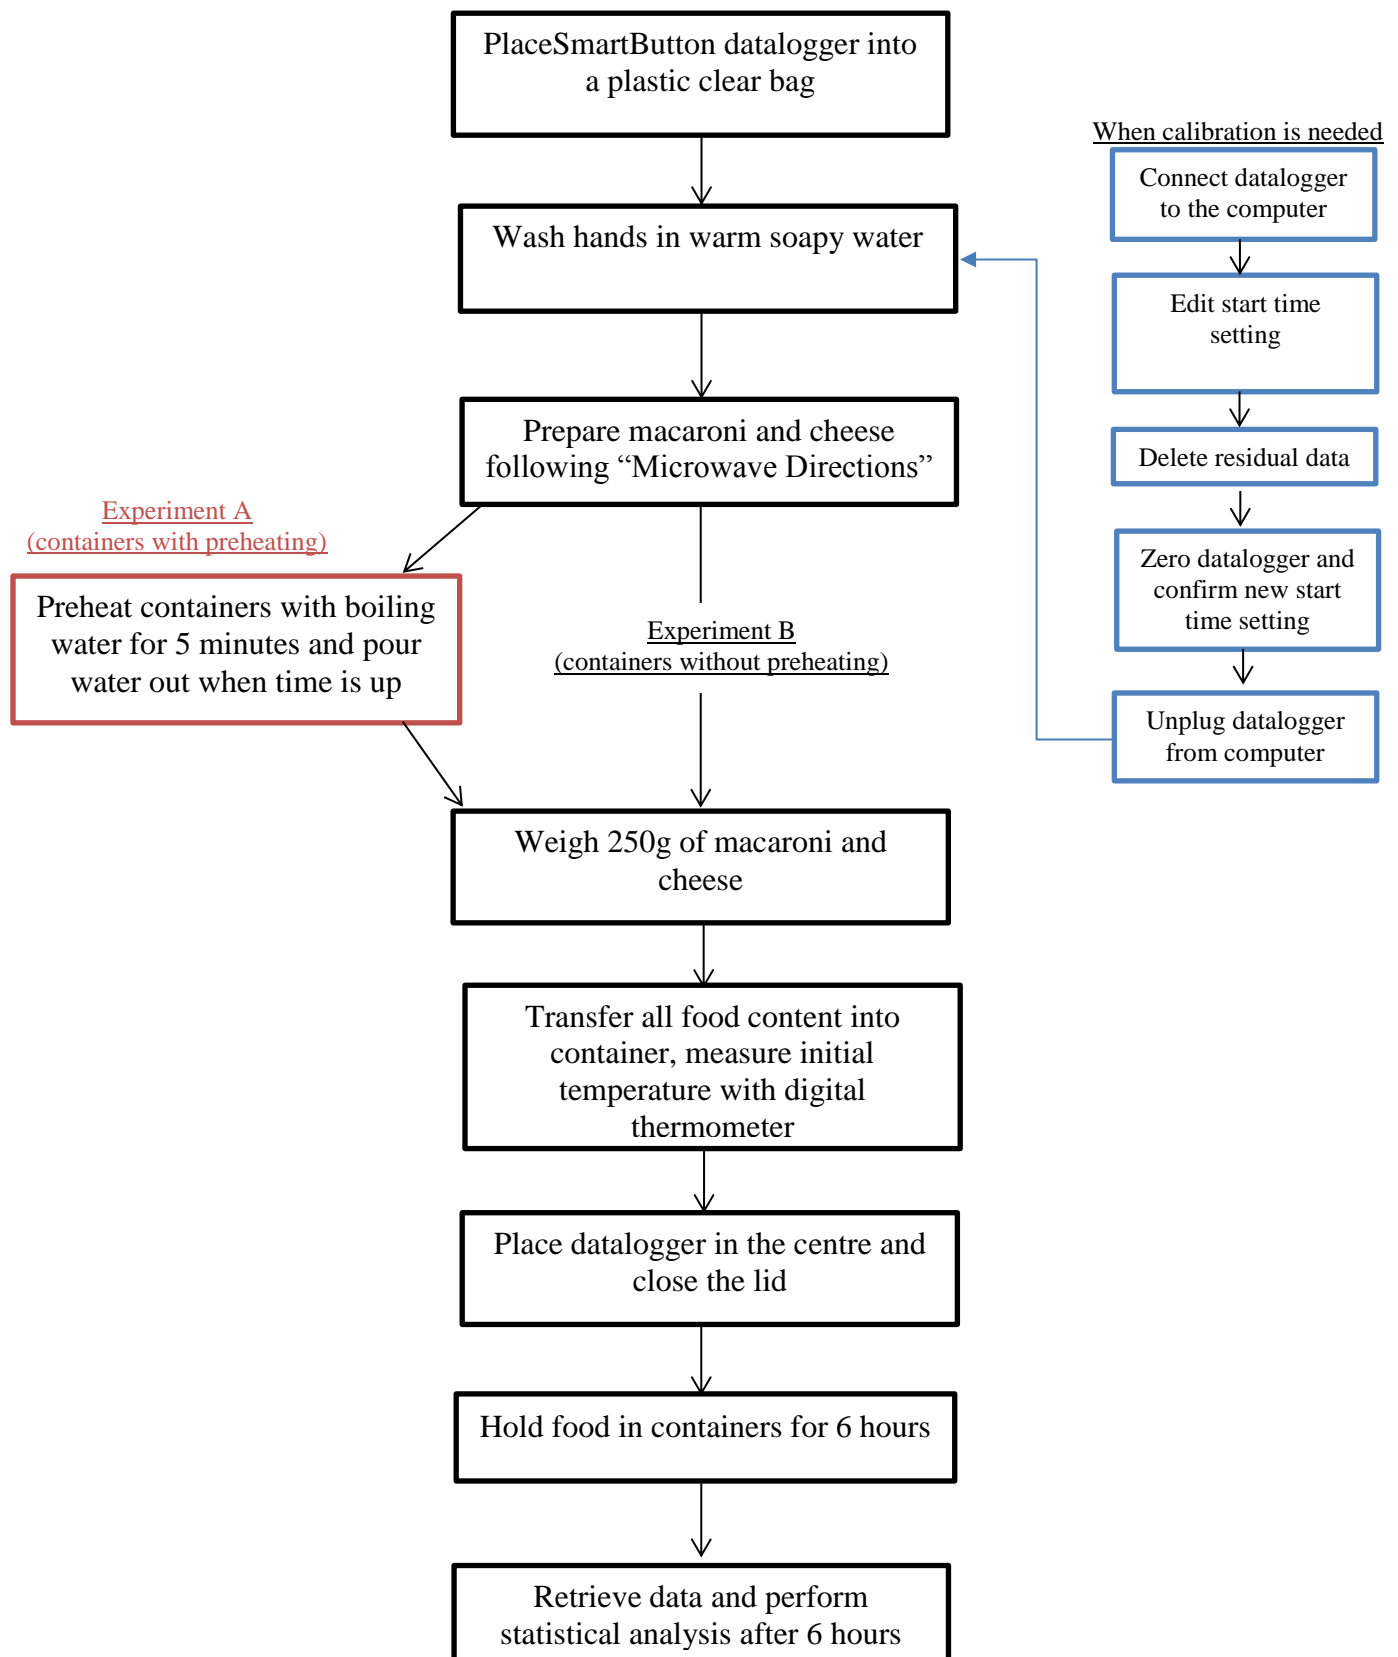 PlaceSmartButton datalogger into
a plastic clear bag
When calibration is needed
Connect datalogger
to the computer
Wash hands in warm soapy water
Edit start time
setting
Prepare macaroni and cheese
following “Microwave Directions”
Delete residual data
Experiment A
(containers with preheating)
Zero datalogger and
confirm new start
time setting
Preheat containers with boiling
water for 5 minutes and pour
water out when time is up
Experiment B
(containers without preheating)
Unplug datalogger
from computer
Weigh 250g of macaroni and
cheese
Transfer all food content into
container, measure initial
temperature with digital
thermometer
Place datalogger in the centre and
close the lid
Hold food in containers for 6 hours
Retrieve data and perform
statistical analysis after 6 hours